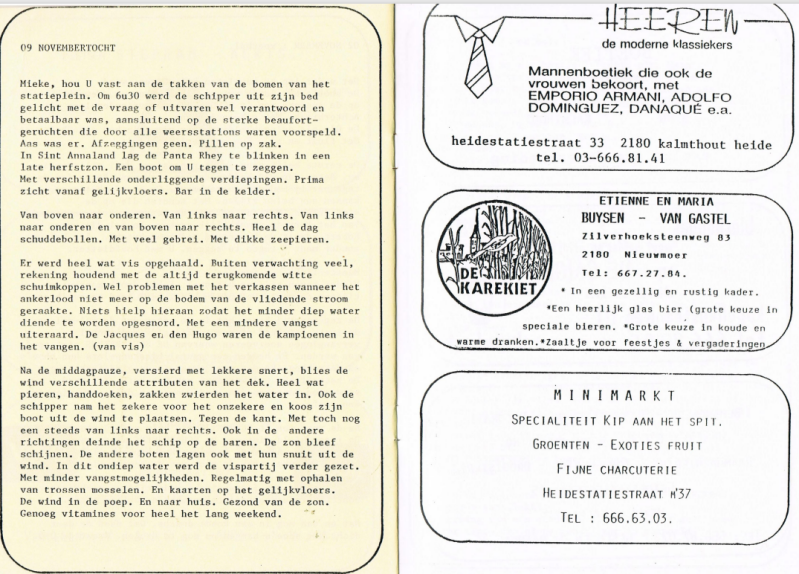 09 NOVEMBERTOCHT
Mieke, hou U vast aan de takken van de bomen van het
statieplein. Om 6u30 werd de schipper uit zijn bed
gelicht met de vraag of uitvaren wel verantwoord en
betaalbaar was, aansluitend op de sterke beaufort-
geruchten die door alle weersstations waren voorspeld.
Aas was er. Afzeggingen geen. Pillen op zak.
In Sint Annaland lag de Panta Rhey te blinken in een
late herfstzon. Een boot om U tegen te zeggen.
Met verschillende onderliggende verdiepingen. Prima
zicht vanaf gelijkvloers. Bar in de kelder.
Van boven naar onderen. Van links naar rechts. Van links
naar onderen en van boven naar rechts. Heel de dag
schuddebollen. Met veel gebrei. Met dikke zeepieren.
Er werd heel wat vis opgehaald. Buiten verwachting veel,
rekening houdend met de altijd terugkomende witte
schuimkoppen. Wel problemen met het verkassen wanneer het
ankerlood niet meer op de bodem van de vliedende stroom
geraakte. Niets hielp hieraan zodat het minder diep water
diende te worden opgesnord. Met een mindere vangst
uiteraard. De Jacques en den Hugo waren de kampioenen in
het vangen. (van vis)
Na de middagpauze, versierd met lekkere snert, blies de
wind verschillende attributen van het dek. Heel wat
pieren, handdoeken, zakken zwierden het water in. Ook de
schipper nam het zekere voor het onzekere en koos zijn
boot uit de wind te plaatsen. Tegen de kant. Met toch nog
een steeds van links naar rechts. Ook in de andere
richtingen deinde het schip op de baren. De zon bleef
schijnen. De andere boten lagen ook met hun snuit uit de
wind. In dit ondiep water werd de vispartij verder gezet.
Met minder vangstmogelijkheden. Regelmatig met ophalen
van trossen mosselen. En kaarten op het gelijkvloers.
De wind in de poep. En naar huis. Gezond van de zon.
Genoeg vitamines voor heel het lang weekend.
HEEREN
de moderne klassiekers
Mannenboetiek die ook de
vrouwen bekoort, met
EMPORIO ARMANI, ADOLFO
DOMINGUEZ, DANAQUÉ e.a.
heidestatiestraat 33 2180 kalmthout heide
tel. 03-666.81.41
DE
KAREKIET
ETIENNE EN MARIA
BUYSEN - VAN GASTEL
Zilverhoeksteenweg 83
2180 Nieuwmoer
Tel: 667.27.84.
* In een gezellig en rustig kader.
*Een heerlijk glas bier (grote keuze in
speciale bieren. *Grote keuze in koude en
warme dranken.*Zaaltje voor feestjes & vergaderingen
MINIMARKT
SPECIALITEIT KIP AAN HET SPIT.
GROENTEN - EXOTIES FRUIT
FIJNE CHARCUTERIE
HEIDESTATIESTRAAT N°37
TEL : 666.63.03.